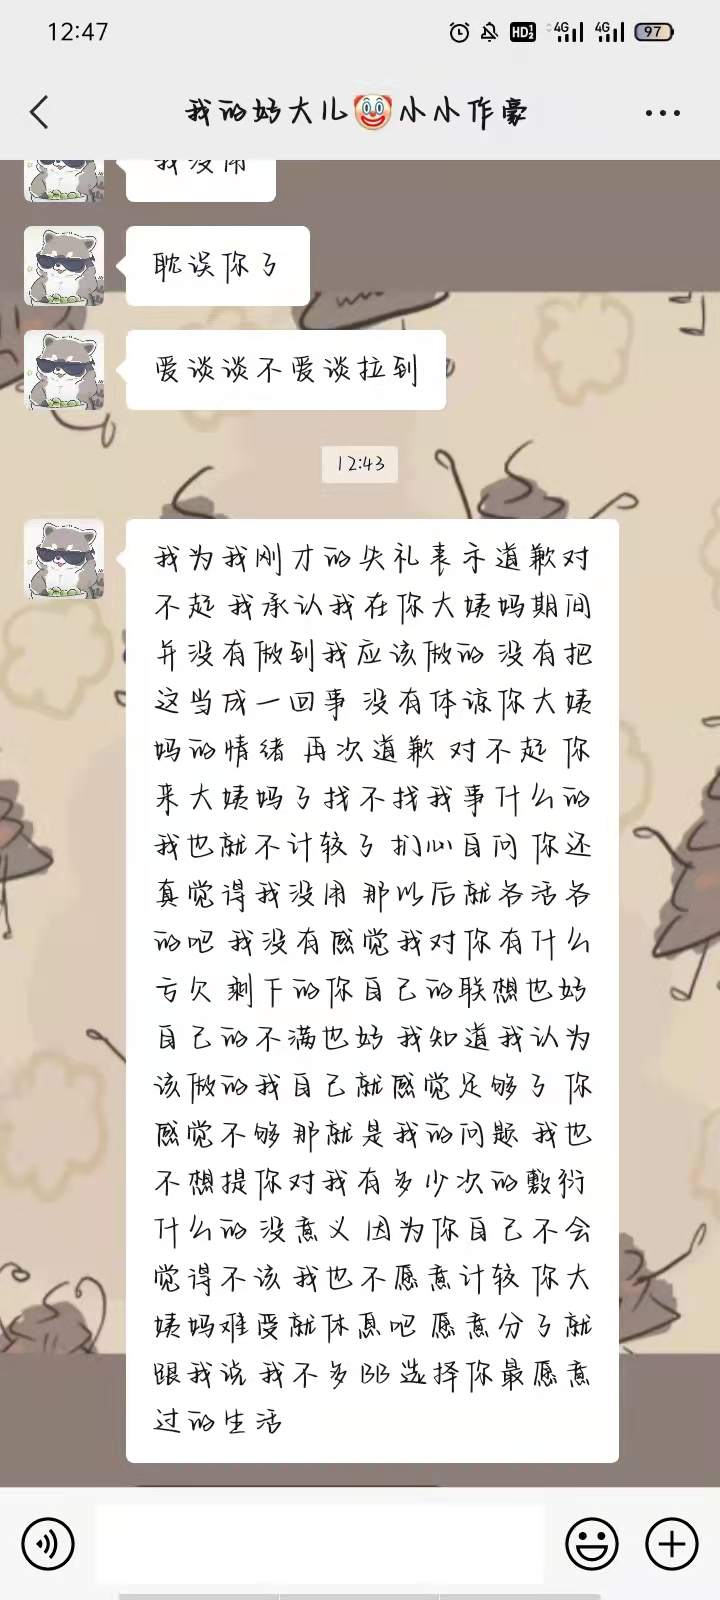 12:47
HD 1 2
4G
4G
97
我的好大儿🤡小小作豪
我没用
耽误你了
爱谈谈不爱谈拉到
12:43
我为我刚才的失礼表示道歉对
不起 我承认我在你大姨妈期间
并没有做到我应该做的 没有把
这当成一回事 没有体谅你大姨
妈的情绪 再次道歉 对不起 你
来大姨妈了找不找我事什么的
我也就不计较了 扪心自问 你还
真觉得我没用 那以后就各活各
的吧 我没有感觉我对你有什么
亏欠 剩下的你自己的联想也好
自己的不满也好 我知道我认为
该做的我自己就感觉足够了 你
感觉不够 那就是我的问题 我也
不想提你对我有多少次的敷衍
什么的 没意义 因为你自己不会
觉得不该 我也不愿意计较 你大
姨妈难受就休息吧 愿意分了就
跟我说 我不多BB选择你最愿意
过的生活